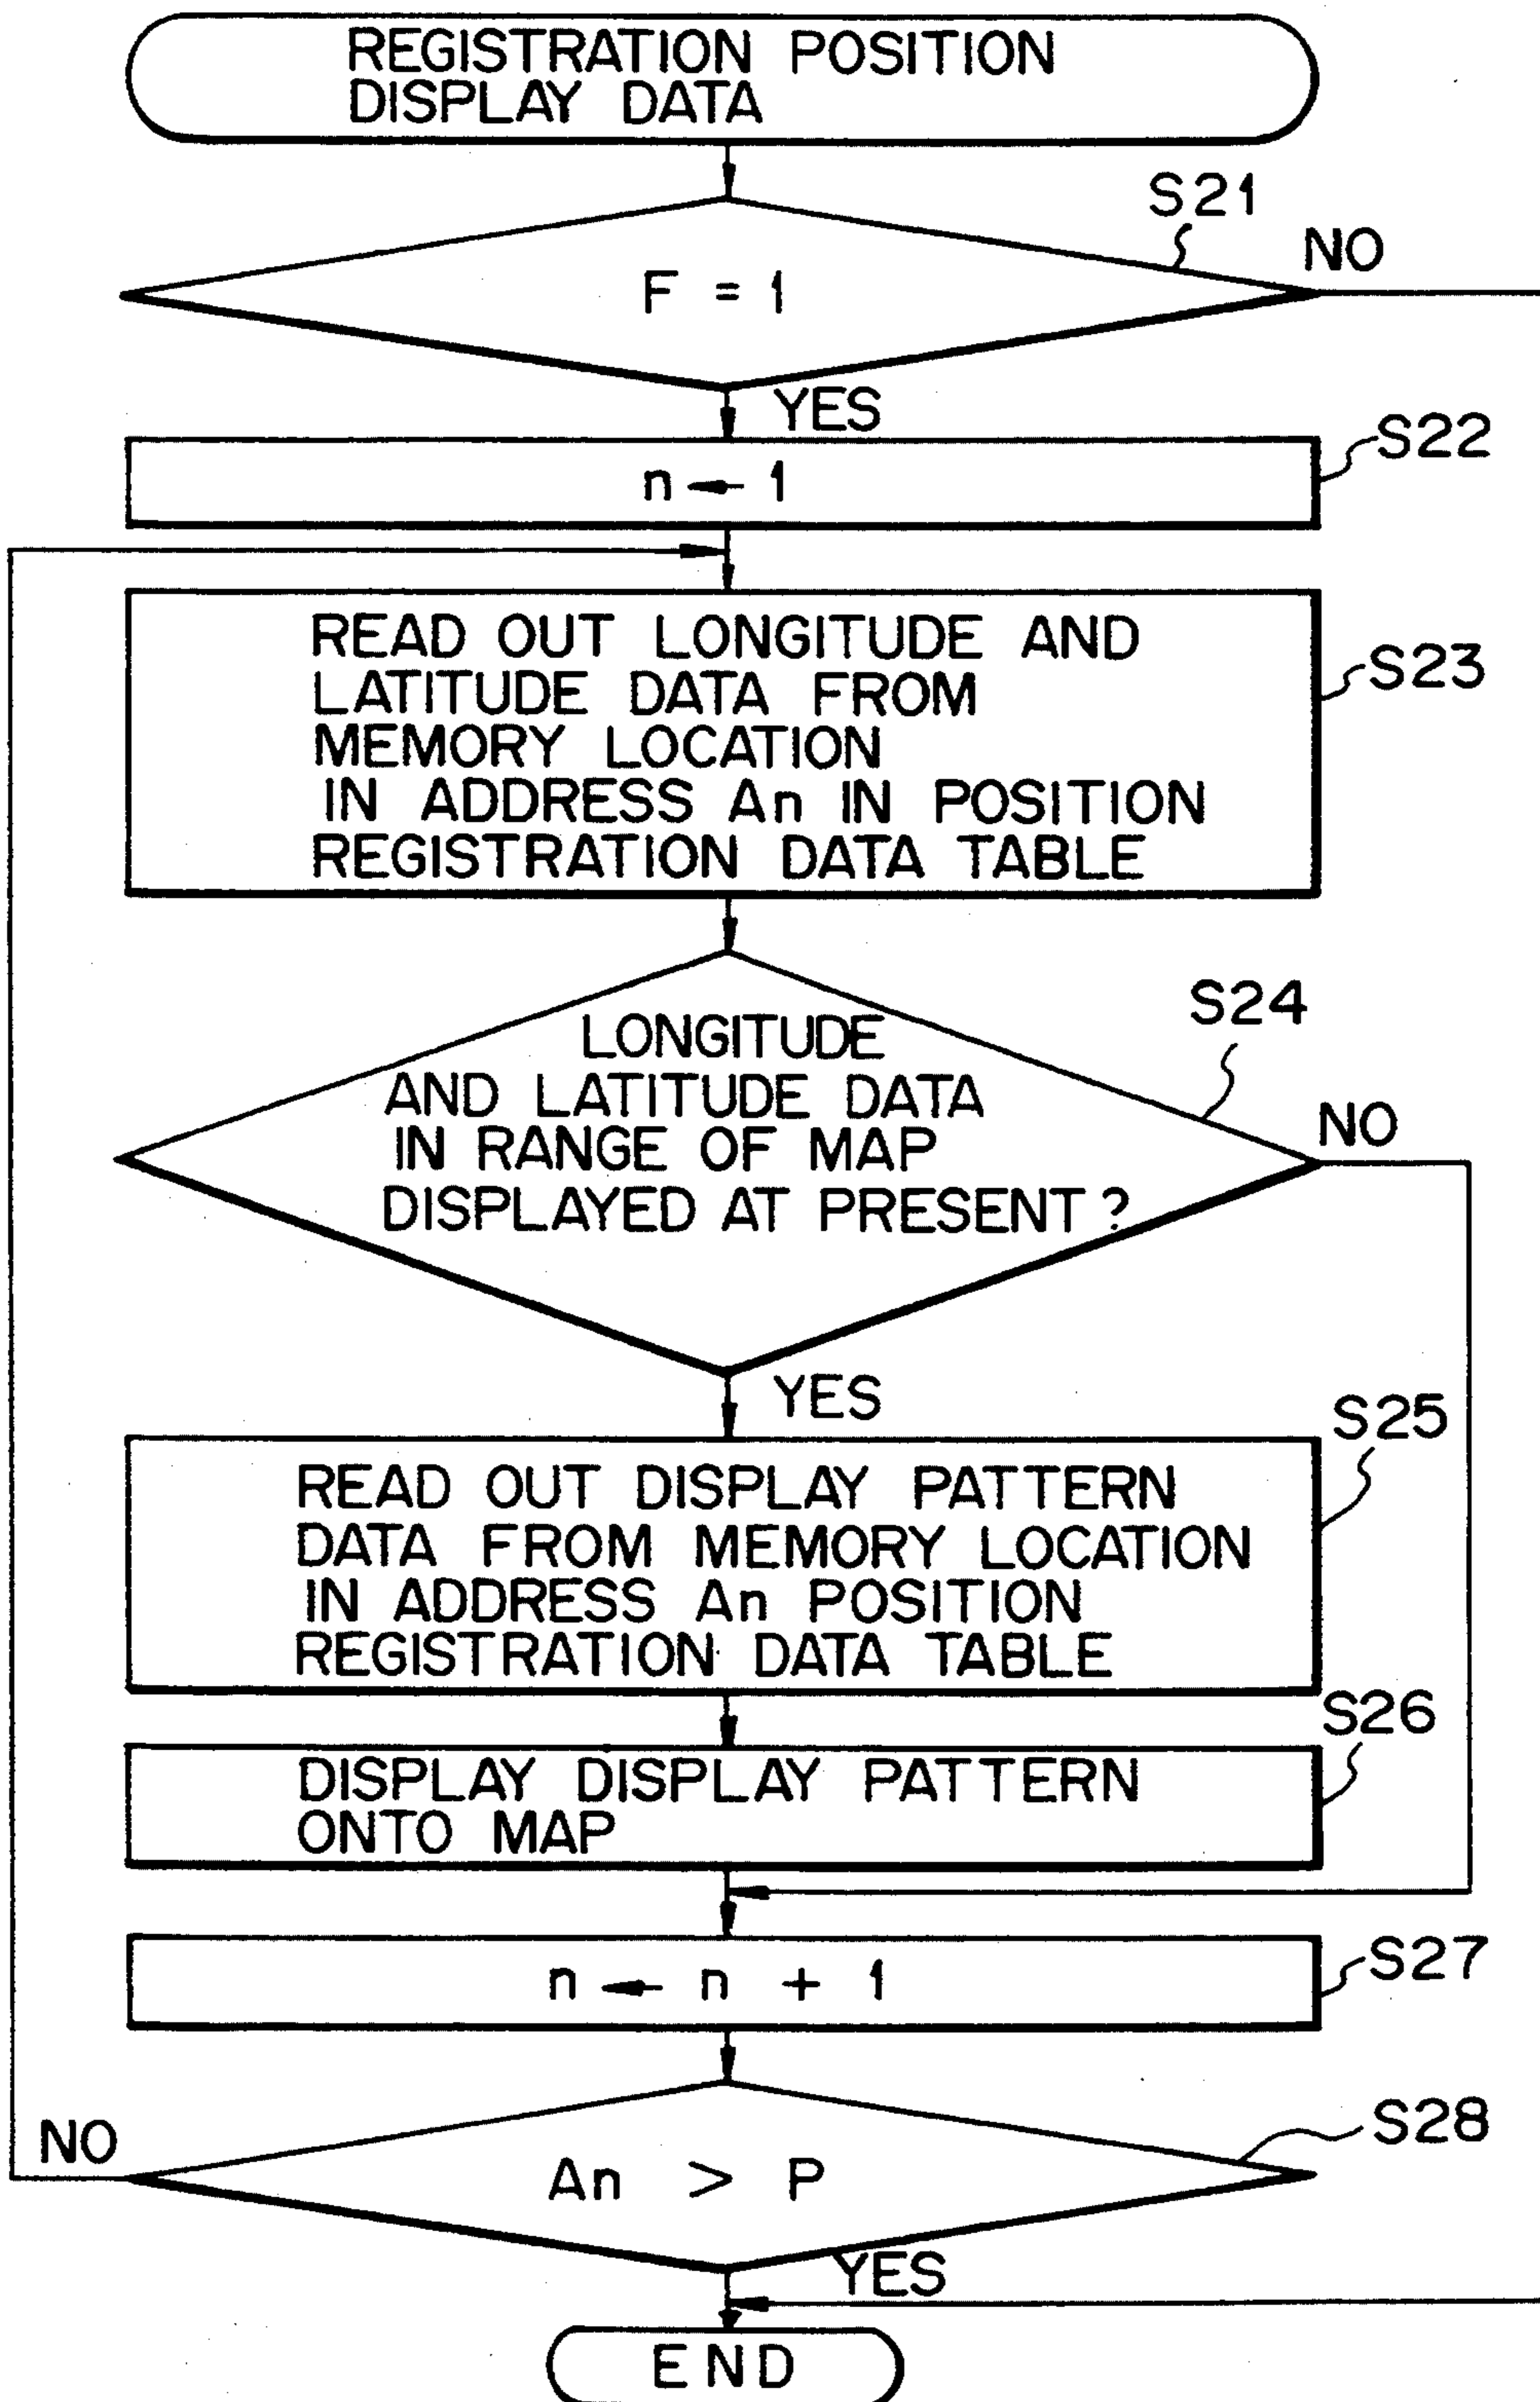 REGISTRATION POSITION
DISPLAY DATA
S21
NO
F = 1
YES
S22
n ← 1
READ OUT LONGITUDE AND
LATITUDE DATA FROM
MEMORY LOCATION
IN ADDRESS An IN POSITION
REGISTRATION DATA TABLE
S23
S24
LONGITUDE
AND LATITUDE DATA
IN RANGE OF MAP
DISPLAYED AT PRESENT ?
NO
YES
S25
READ OUT DISPLAY PATTERN
DATA FROM MEMORY LOCATION
IN ADDRESS An POSITION
REGISTRATION DATA TABLE
S26
DISPLAY DISPLAY PATTERN
ONTO MAP
S27
n ← n + 1
S28
NO
An > P
YES
END